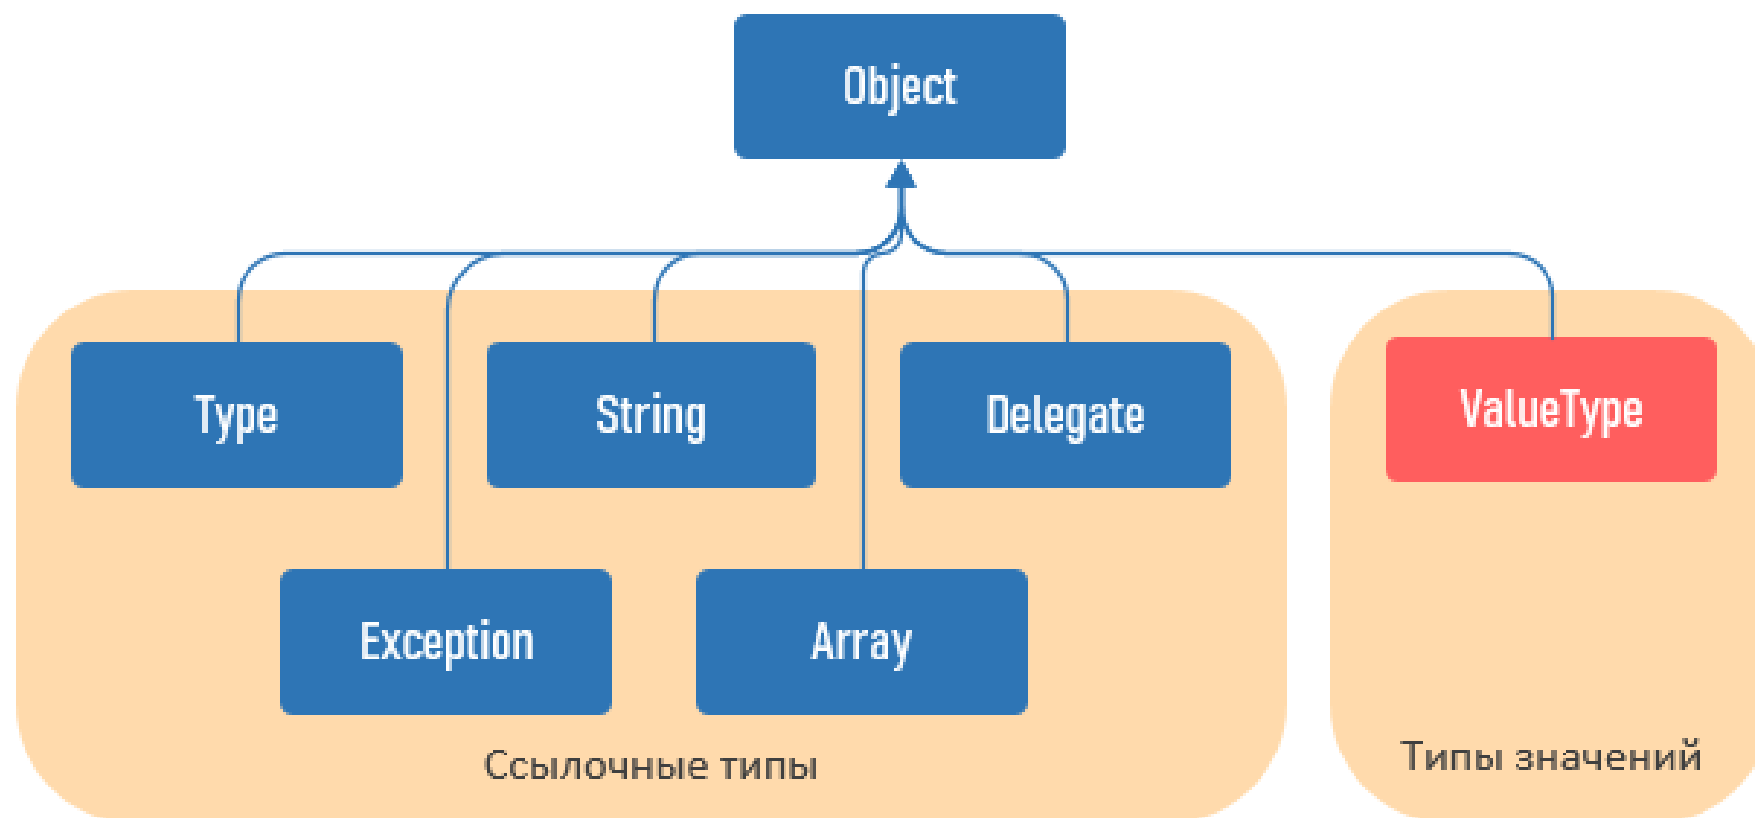 Object
Type
String
Delegate
ValueType
Exception
Array
Ссылочные типы
Типы значений